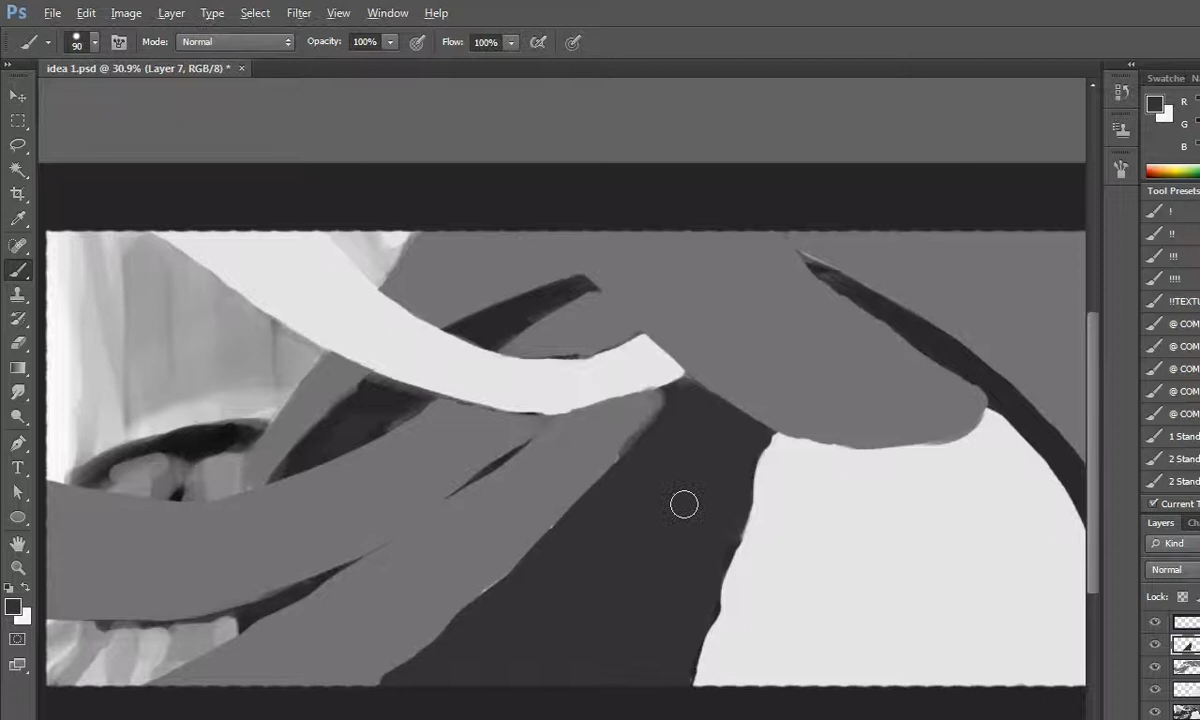 Ps File Edit Image Layer Type Select Filter View Window Help
90 Mode: Normal Opacity: 100% Flow: 100%
idea 1.psd @ 30.9% (Layer 7, RGB/8) * ×
Swatche
R
G
B
Tool Presets
!
!!
!!!
!!!!
!!TEXTU
@ COM
@ COM
@ COM
@ COM
@ COM
1 Stand
2 Stand
2 Stand
Current T
Layers Ch
Kind
Normal
Lock: